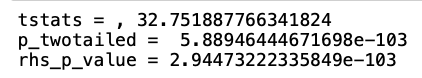 tstats = , 32.751887766341824
p_twotailed =  5.88946444671698e-103
rhs_p_value = 2.94473222335849e-103